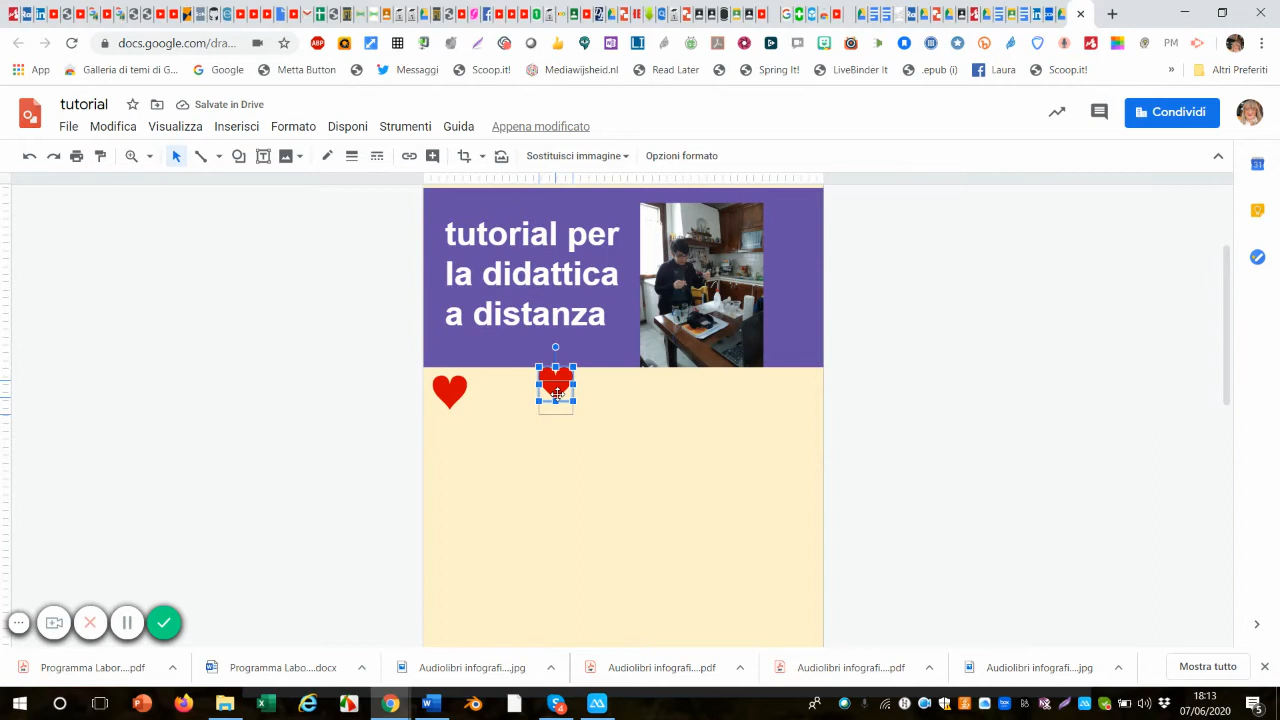 docs.google.com/dra...
PM
App
Galleria di temi di G...
Google
Metta Button
Messaggi
Scoop.it!
Mediawijsheid.nl
Read Later
Spring It!
LiveBinder It
.epub (i)
Laura
Scoop.it!
»
Altri Preferiti
tutorial
Salvate in Drive
Condividi
File
Modifica
Visualizza
Inserisci
Formato
Disponi
Strumenti
Guida
Appena modificato
Sostituisci immagine
Opzioni formato
tutorial per
la didattica
a distanza
Programma Labor....pdf
Programma Labo....docx
Audiolibri infografi....jpg
Audiolibri infografi....pdf
Audiolibri infografi....pdf
Audiolibri infografi....jpg
Mostra tutto
18:13
07/06/2020